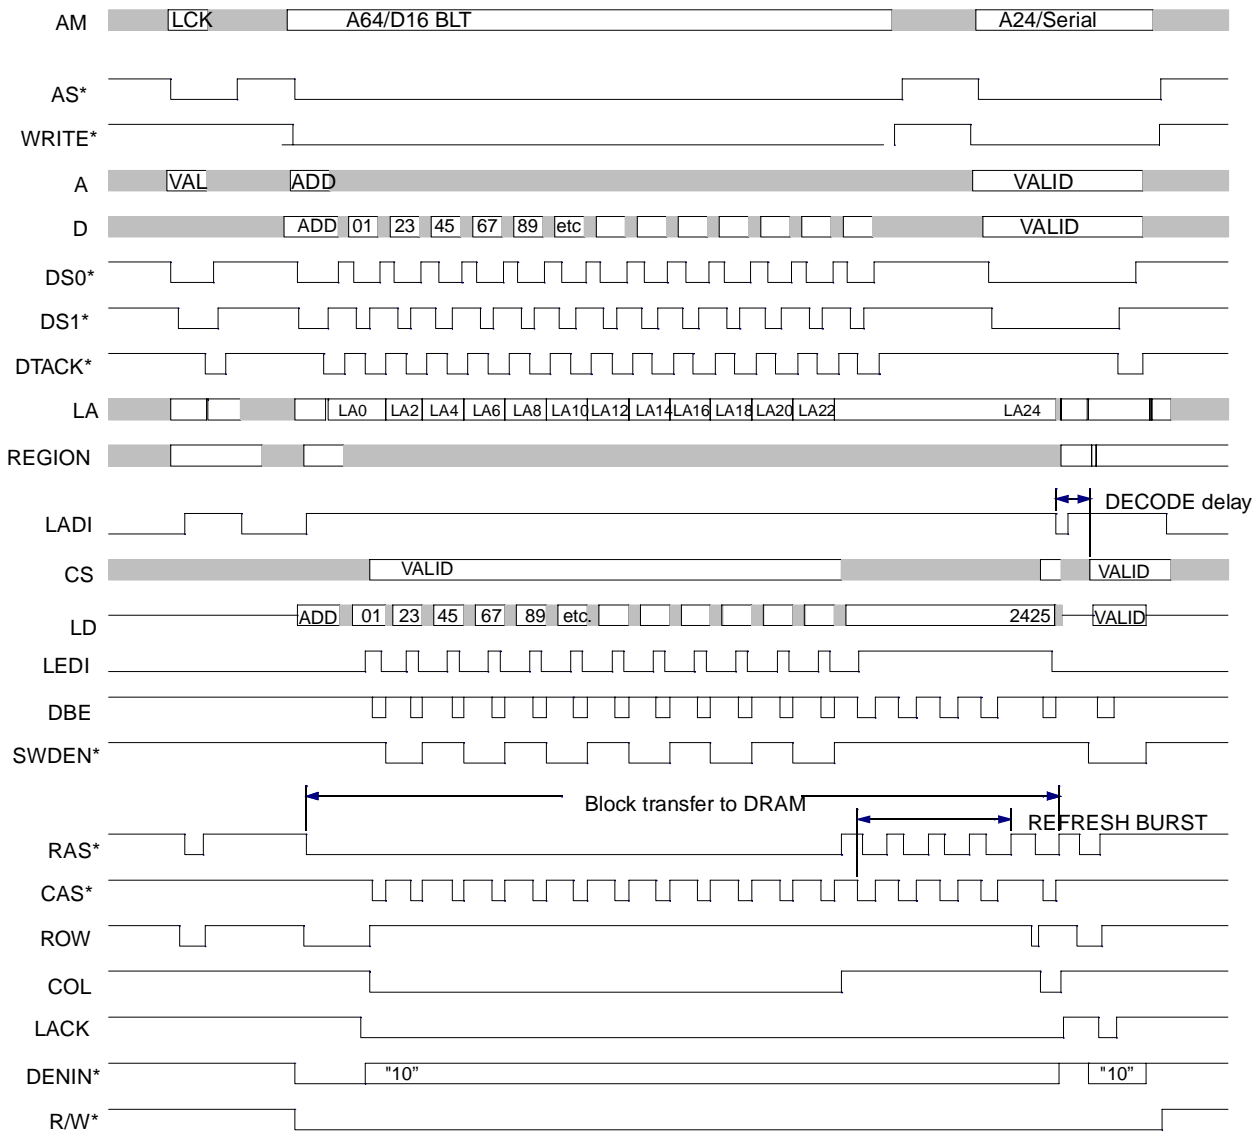 AM LCK A64/D16 BLT A24/Serial
AS*
WRITE*
A VAL ADD VALID
D ADD 01 23 45 67 89 etc VALID
DS0*
DS1*
DTACK*
LA LA0 LA2 LA4 LA6 LA8 LA10 LA12 LA14 LA16 LA18 LA20 LA22 LA24
REGION
DECODE delay
LADI
CS VALID VALID
LD ADD 01 23 45 67 89 etc. 2425 VALID
LEDI
DBE
SWDEN*
Block transfer to DRAM
REFRESH BURST
RAS*
CAS*
ROW
COL
LACK
DENIN* "10” "10”
R/W*